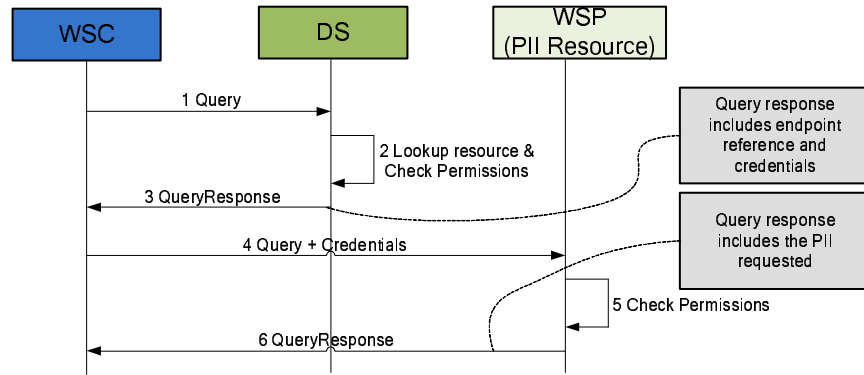 WSC
DS
WSP
(PII Resource)
1 Query
2 Lookup resource &
Check Permissions
3 QueryResponse
4 Query + Credentials
5 Check Permissions
6 QueryResponse
Query response
includes endpoint
reference and
credentials
Query response
includes the PII
requested